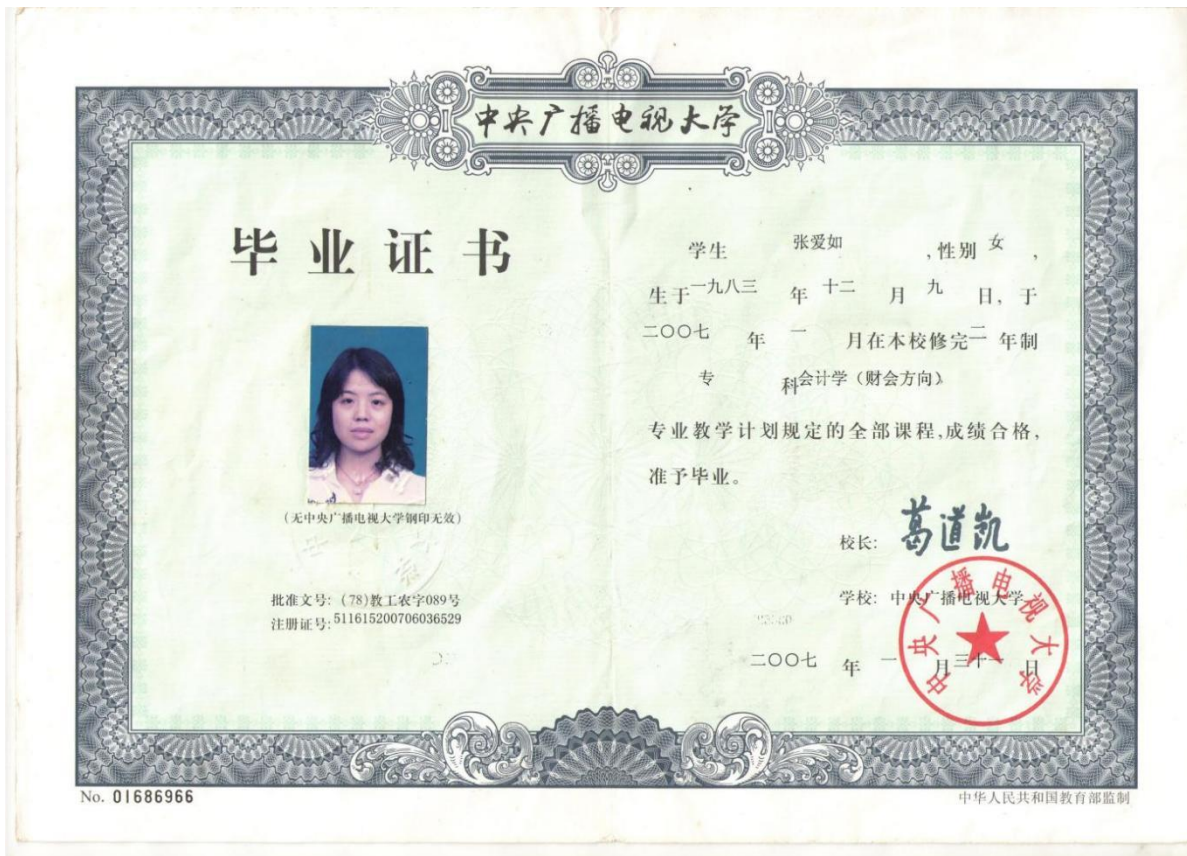 中央广播电视大学
毕业证书
(无中央广播电视大学钢印无效)
批准文号: (78)教工农字089号
注册证号: 511615200706036529
学生 张爱如 , 性别 女 ,
生于一九八三 年 十二 月 九 日, 于
二〇〇七 年 一 月在本校修完二 年制
专 科会计学（财会方向）
专业教学计划规定的全部课程,成绩合格,
准予毕业。
校长: 葛道凯
学校: 中央广播电视大学
二〇〇七 年 一 月三十一 日
中央广播电视大学
No. 01686966
中华人民共和国教育部监制